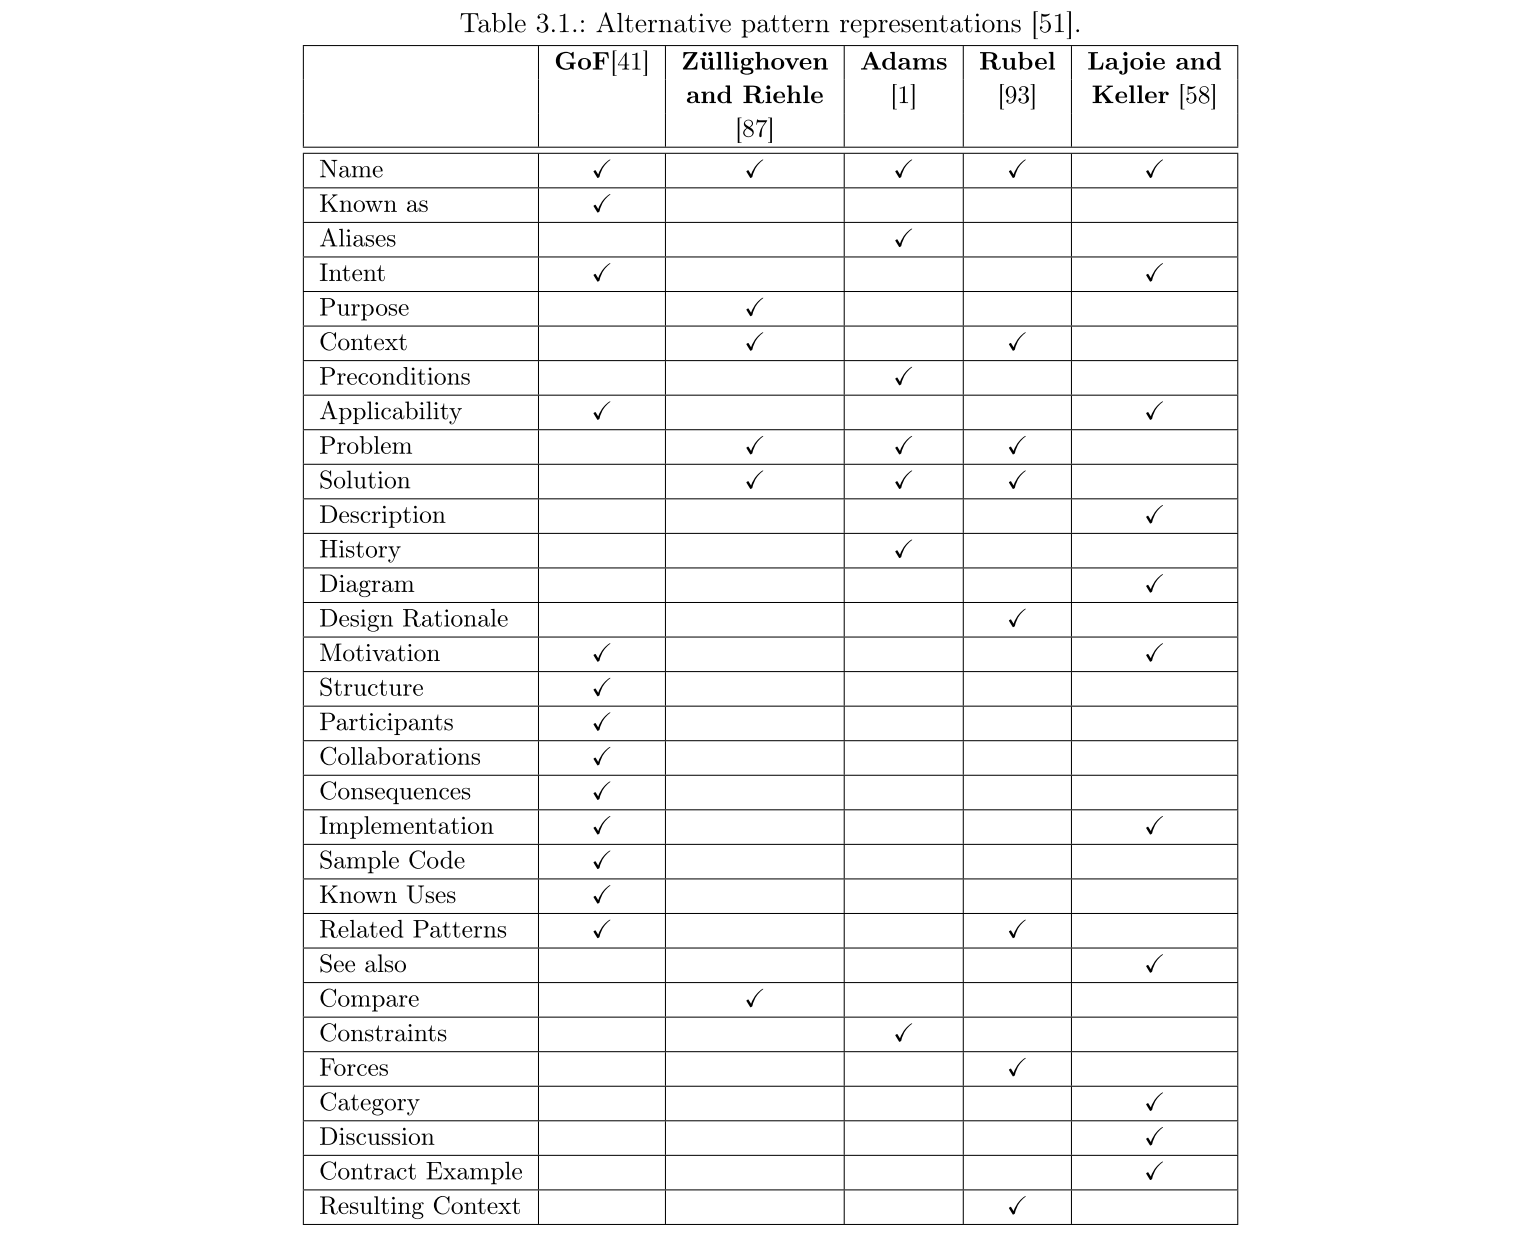 Table 3.1.: Alternative pattern representations [51].
GoF[41] Züllighoven Adams Rubel Lajoie and
and Riehle [1] [93] Keller [58]
[87]
Name ✓ ✓ ✓ ✓ ✓
Known as ✓
Aliases ✓
Intent ✓ ✓
Purpose ✓
Context ✓ ✓
Preconditions ✓
Applicability ✓ ✓
Problem ✓ ✓ ✓
Solution ✓ ✓ ✓
Description ✓
History ✓
Diagram ✓
Design Rationale ✓
Motivation ✓ ✓
Structure ✓
Participants ✓
Collaborations ✓
Consequences ✓
Implementation ✓ ✓
Sample Code ✓
Known Uses ✓
Related Patterns ✓ ✓
See also ✓
Compare ✓
Constraints ✓
Forces ✓
Category ✓
Discussion ✓
Contract Example ✓
Resulting Context ✓